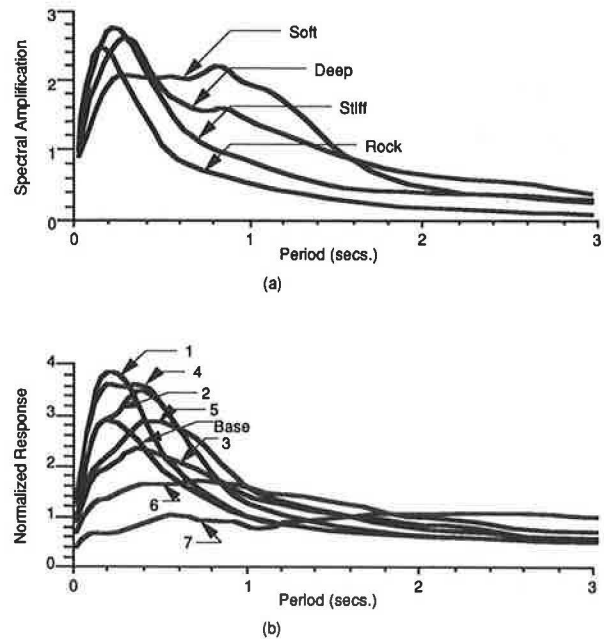 3
2
1
0
Spectral Amplification
Soft
Deep
Stiff
Rock
0
1
2
3
Period (secs.)
(a)
4
3
2
1
0
Normalized Response
1
4
2
5
Base
3
6
7
0
1
2
3
Period (secs.)
(b)